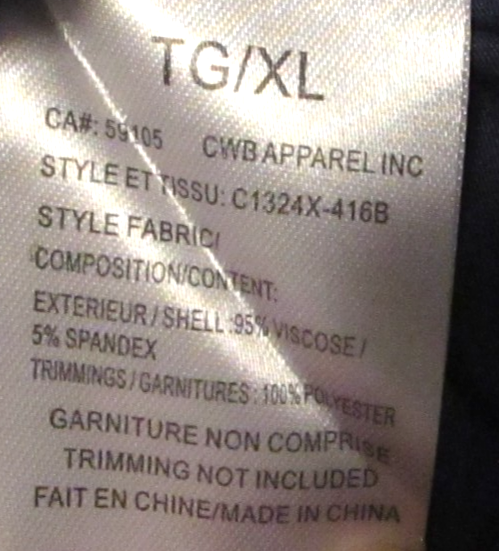 TG/XL
CA#: 59105 CWB APPAREL INC
STYLE ET TISSU: C1324X-416B
STYLE FABRIC/
COMPOSITION/CONTENT:
EXTERIEUR / SHELL :95% VISCOSE /
5% SPANDEX
TRIMMINGS / GARNITURES : 100% POLYESTER
GARNITURE NON COMPRISE
TRIMMING NOT INCLUDED
FAIT EN CHINE/MADE IN CHINA